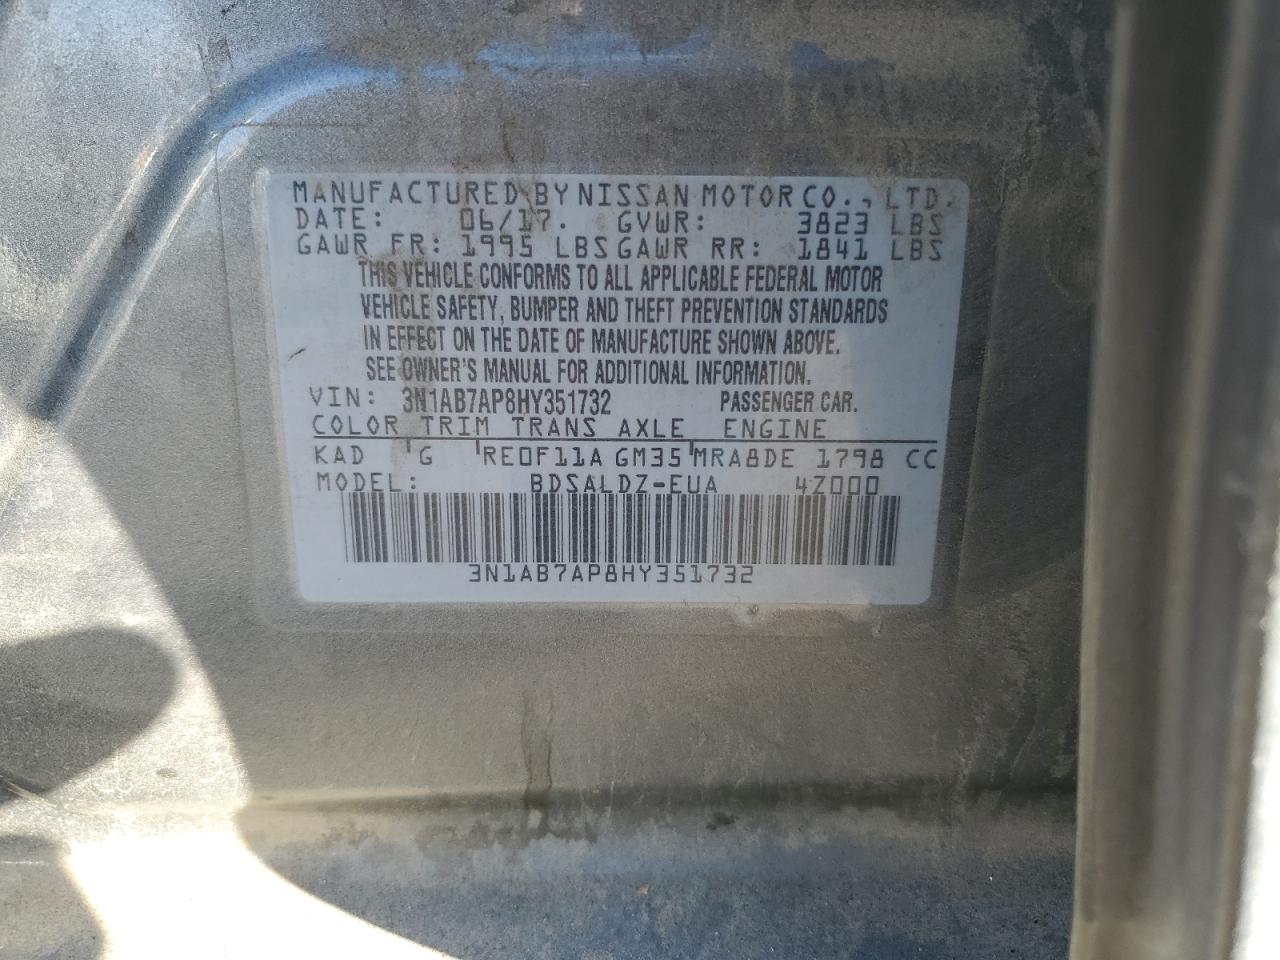 MANUFACTURED BY NISSAN MOTOR CO., LTD.
DATE: 06/17. GVWR: 3823 LBS
GAWR FR: 1995 LBS GAWR RR: 1841 LBS
THIS VEHICLE CONFORMS TO ALL APPLICABLE FEDERAL MOTOR
VEHICLE SAFETY, BUMPER AND THEFT PREVENTION STANDARDS
IN EFFECT ON THE DATE OF MANUFACTURE SHOWN ABOVE.
SEE OWNER'S MANUAL FOR ADDITIONAL INFORMATION.
VIN: 3N1AB7AP8HY351732 PASSENGER CAR.
COLOR TRIM TRANS AXLE ENGINE
KAD G RE0F11A GM35 MRA8DE 1798 CC
MODEL: BDSALDZ-EUA 4Z000
3N1AB7AP8HY351732